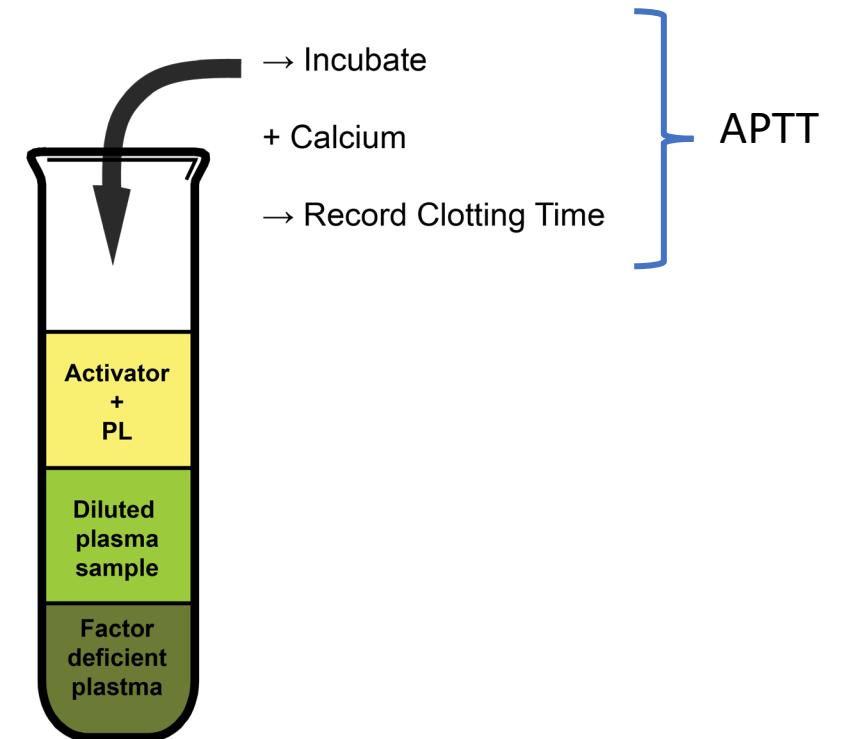 → Incubate
+ Calcium
→ Record Clotting Time
APTT
Activator
+
PL
Diluted
plasma
sample
Factor
deficient
plastma